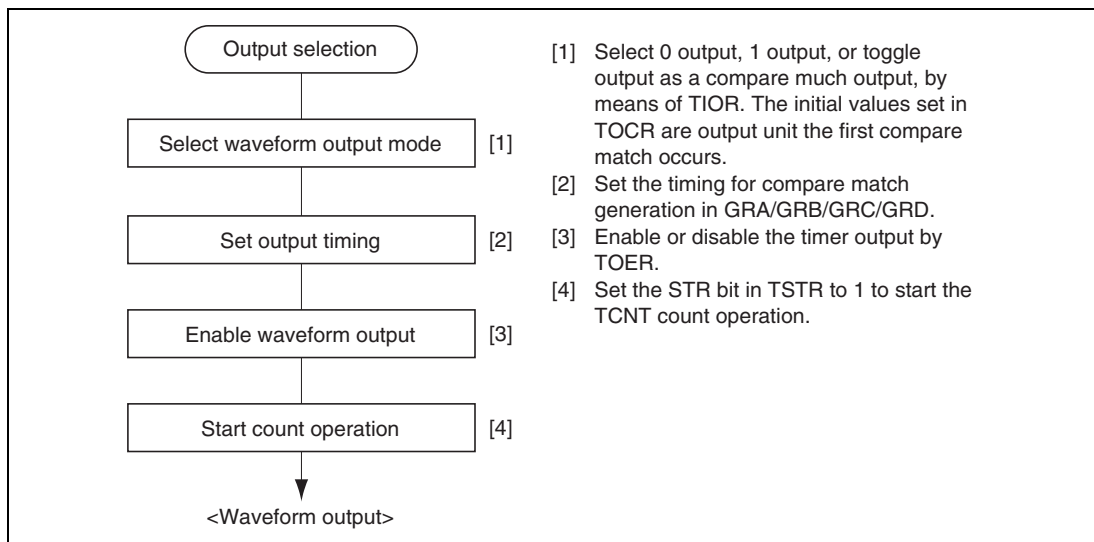 Output selection
Select waveform output mode [1]
Set output timing [2]
Enable waveform output [3]
Start count operation [4]
<Waveform output>
[1] Select 0 output, 1 output, or toggle
output as a compare much output, by
means of TIOR. The initial values set in
TOCR are output unit the first compare
match occurs.
[2] Set the timing for compare match
generation in GRA/GRB/GRC/GRD.
[3] Enable or disable the timer output by
TOER.
[4] Set the STR bit in TSTR to 1 to start the
TCNT count operation.